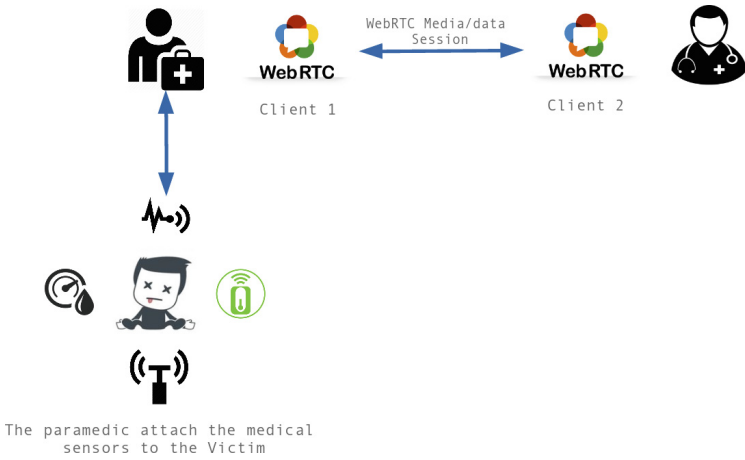 WebRTC Media/data
Session
WebRTC
WebRTC
Client 1
Client 2
The paramedic attach the medical
sensors to the Victim